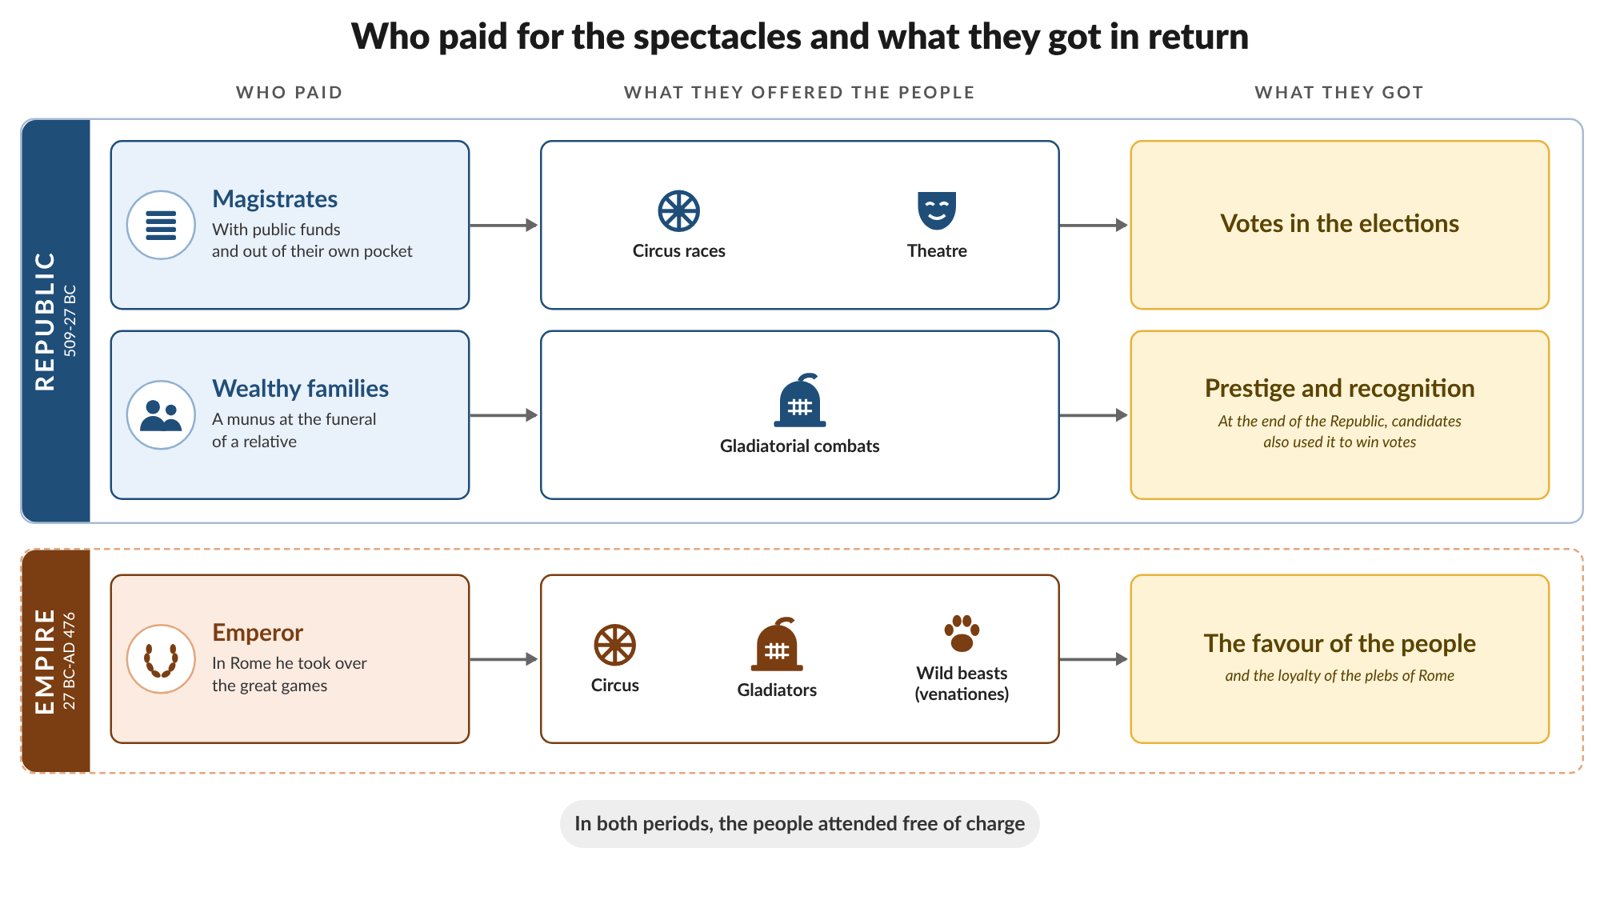 Who paid for the spectacles and what they got in return
WHO PAID
WHAT THEY OFFERED THE PEOPLE
WHAT THEY GOT
REPUBLIC
509-27 BC
Magistrates
With public funds
and out of their own pocket
Circus races
Theatre
Votes in the elections
Wealthy families
A munus at the funeral
of a relative
Gladiatorial combats
Prestige and recognition
At the end of the Republic, candidates
also used it to win votes
EMPIRE
27 BC-AD 476
Emperor
In Rome he took over
the great games
Circus
Gladiators
Wild beasts
(venationes)
The favour of the people
and the loyalty of the plebs of Rome
In both periods, the people attended free of charge